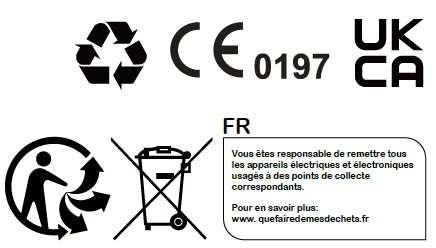 CE 0197
UK
CA
FR
Vous êtes responsable de remettre tous
les appareils électriques et électroniques
usagés à des points de collecte
correspondants.
Pour en savoir plus:
www. quefairedemesdechets.fr